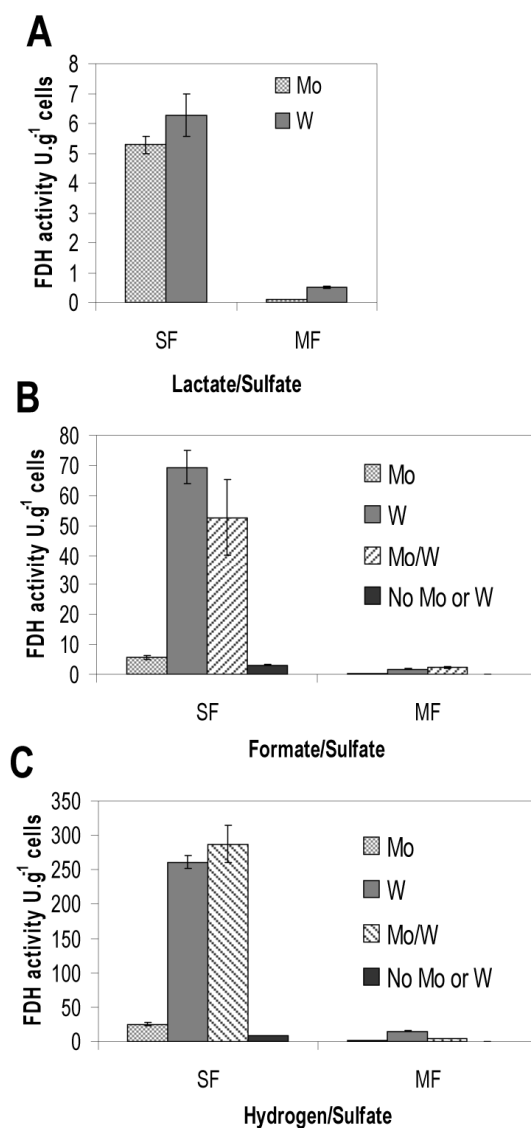 A
FDH activity U.g-1 cells
8
7
6
5
4
3
2
1
0
Mo
W
SF MF
Lactate/Sulfate
B
FDH activity U.g-1 cells
80
70
60
50
40
30
20
10
0
Mo
W
Mo/W
No Mo or W
SF MF
Formate/Sulfate
C
FDH activity U.g-1 cells
350
300
250
200
150
100
50
0
Mo
W
Mo/W
No Mo or W
SF MF
Hydrogen/Sulfate